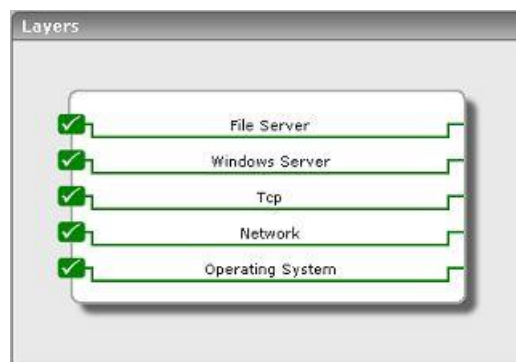 Layers
File Server
Windows Server
Tcp
Network
Operating System